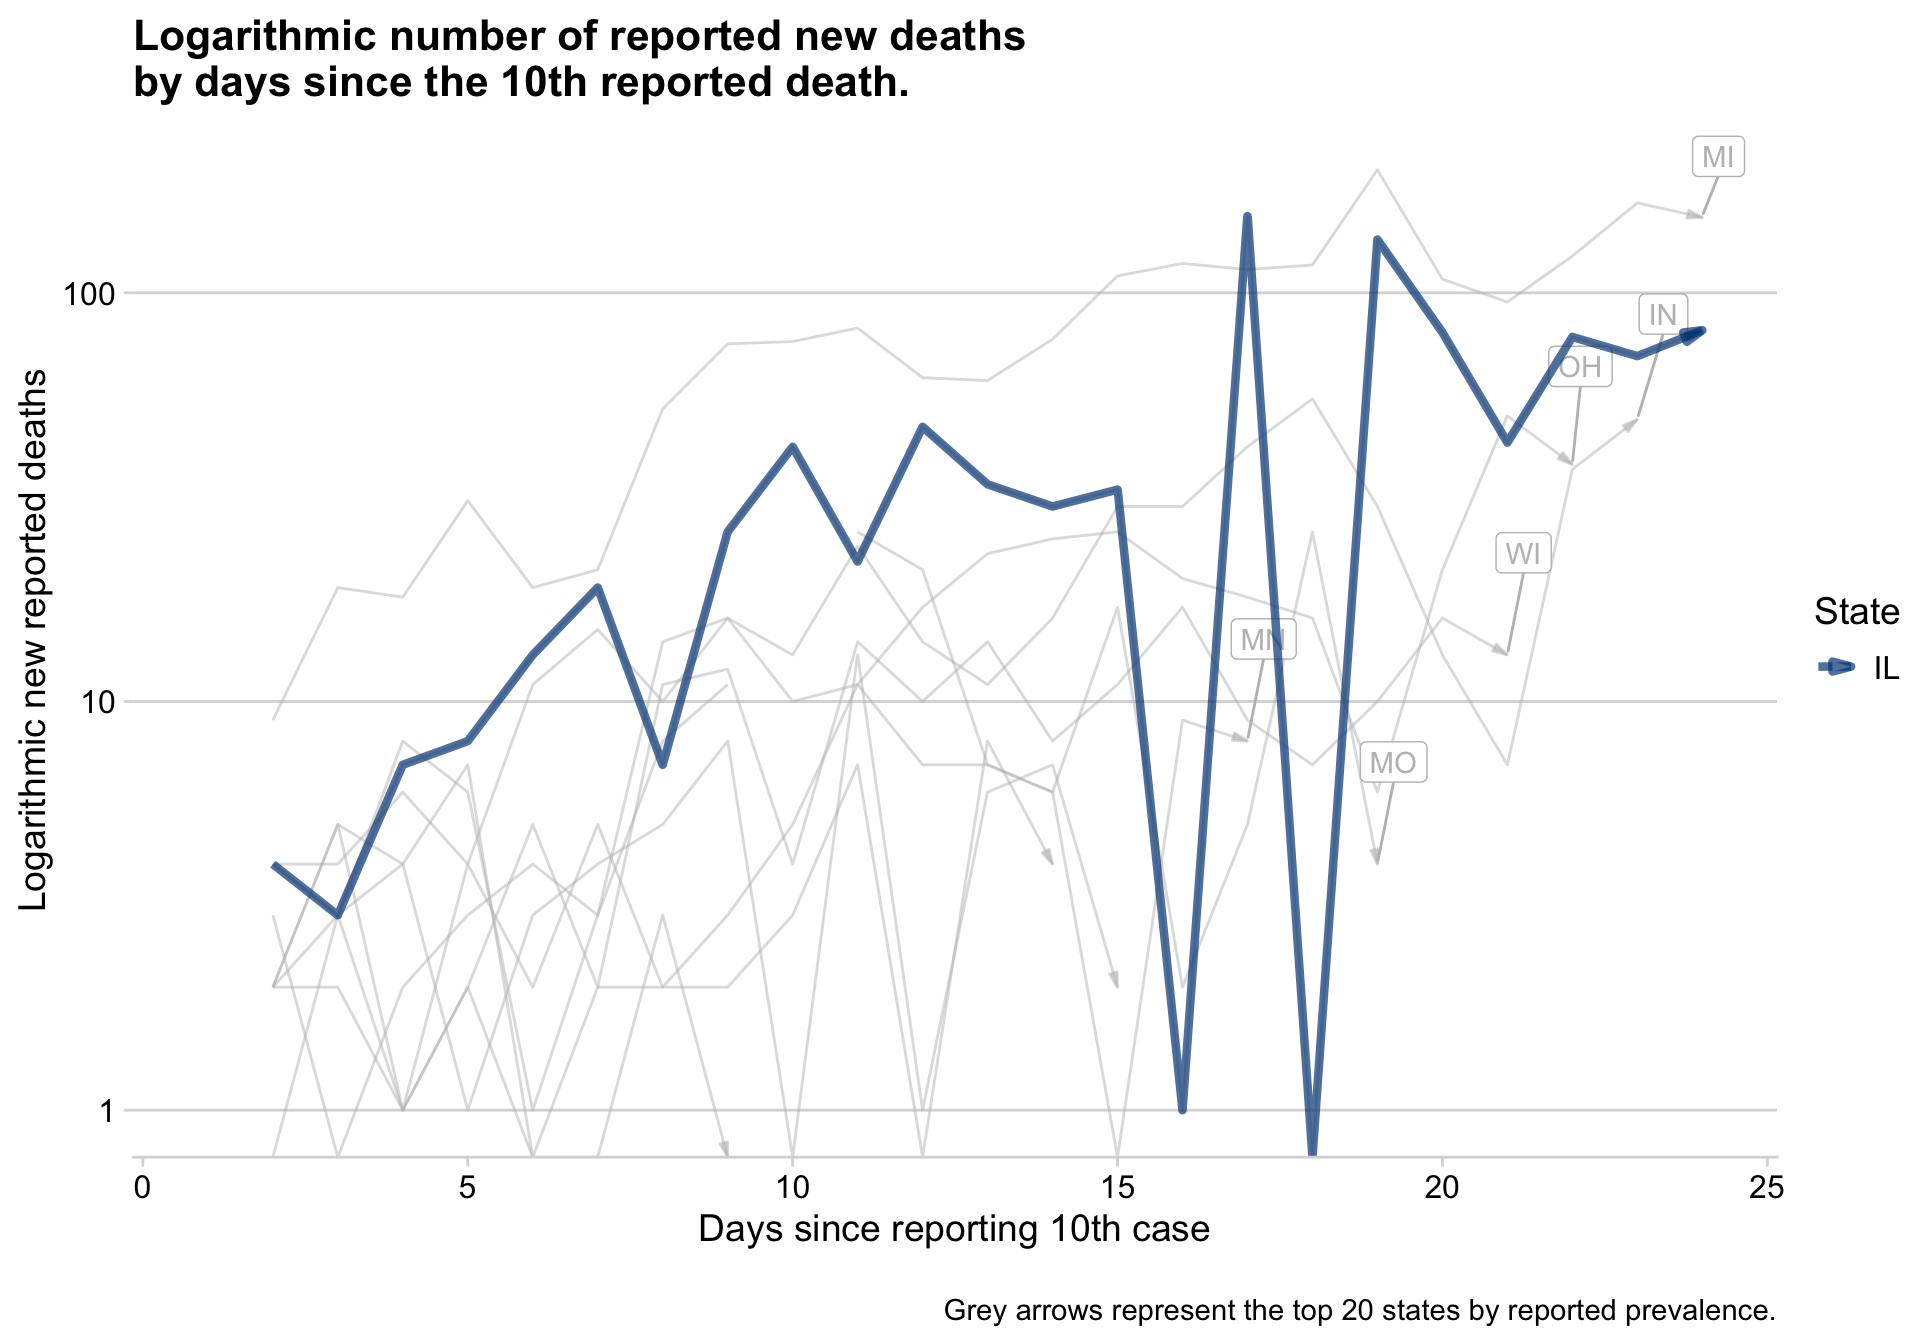 Logarithmic number of reported new deaths
by days since the 10th reported death.
MI
100
IN
OH
WI
MN
10
MO
1
Logarithmic new reported deaths
State
IL
0 5 10 15 20 25
Days since reporting 10th case
Grey arrows represent the top 20 states by reported prevalence.